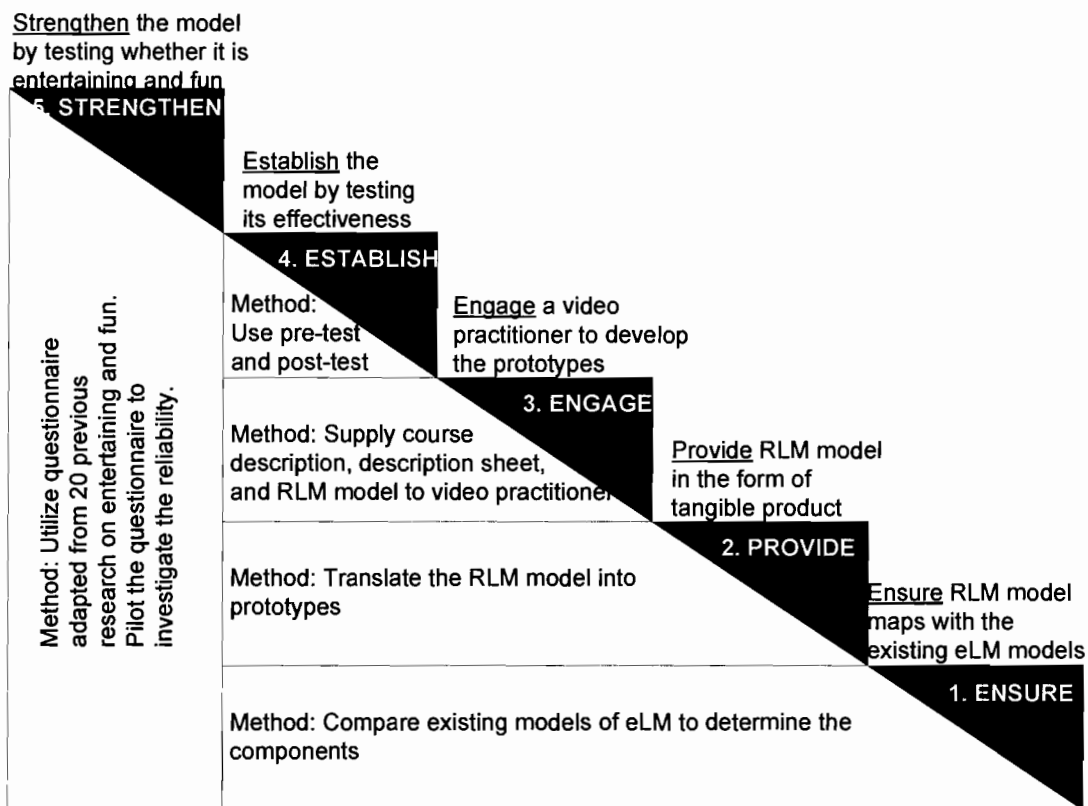 Strengthen the model
by testing whether it is
entertaining and fun
5. STRENGTHEN
Establish the
model by testing
its effectiveness
4. ESTABLISH
Method:
Use pre-test
and post-test
Engage a video
practitioner to develop
the prototypes
3. ENGAGE
Method: Supply course
description, description sheet,
and RLM model to video practitioner
Provide RLM model
in the form of
tangible product
2. PROVIDE
Method: Translate the RLM model into
prototypes
Ensure RLM model
maps with the
existing eLM models
1. ENSURE
Method: Compare existing models of eLM to determine the
components
Method: Utilize questionnaire
adapted from 20 previous
research on entertaining and fun.
Pilot the questionnaire to
investigate the reliability.